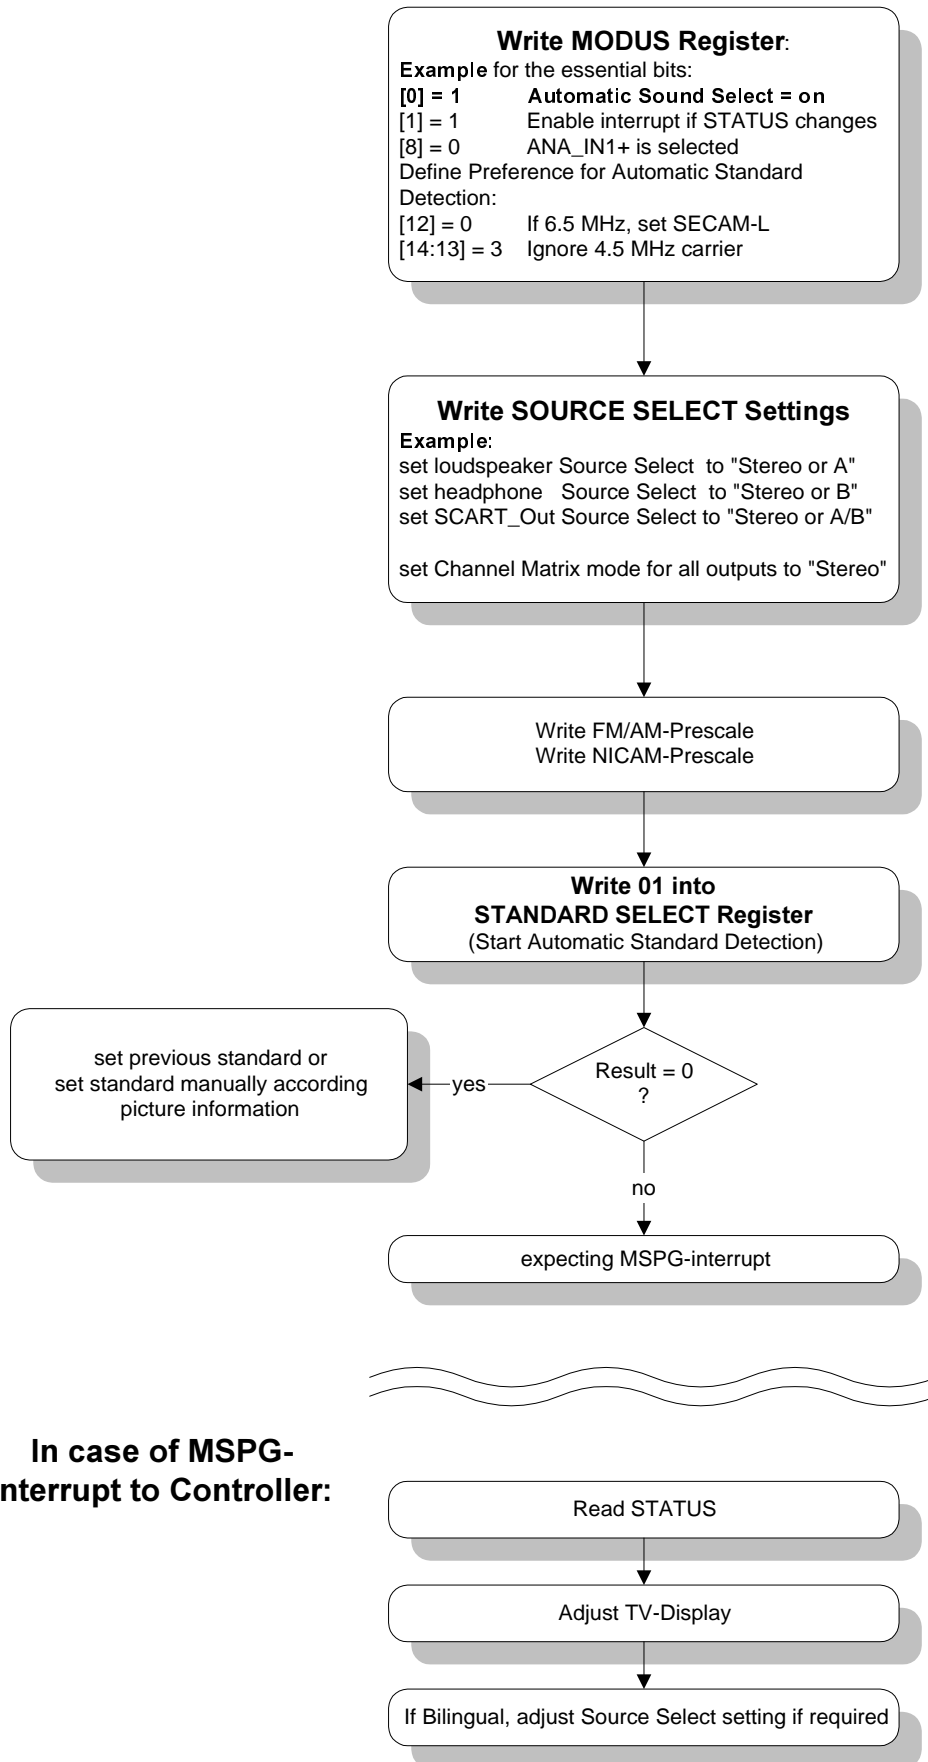 Write MODUS Register:
Example for the essential bits:
[0] = 1 Automatic Sound Select = on
[1] = 1 Enable interrupt if STATUS changes
[8] = 0 ANA_IN1+ is selected
Define Preference for Automatic Standard
Detection:
[12] = 0 If 6.5 MHz, set SECAM-L
[14:13] = 3 Ignore 4.5 MHz carrier
Write SOURCE SELECT Settings
Example:
set loudspeaker Source Select to "Stereo or A"
set headphone Source Select to "Stereo or B"
set SCART_Out Source Select to "Stereo or A/B"
set Channel Matrix mode for all outputs to "Stereo"
Write FM/AM-Prescale
Write NICAM-Prescale
Write 01 into
STANDARD SELECT Register
(Start Automatic Standard Detection)
Result = 0
?
yes
set previous standard or
set standard manually according
picture information
no
expecting MSPG-interrupt
In case of MSPG-
nterrupt to Controller:
Read STATUS
Adjust TV-Display
If Bilingual, adjust Source Select setting if required